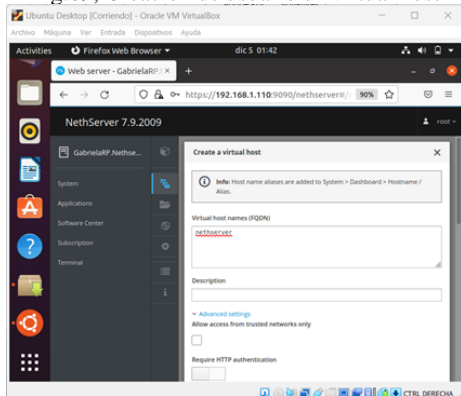 Ubuntu Desktop [Corriendo] - Oracle VM VirtualBox
Archivo Máquina Ver Entrada Dispositivos Ayuda
Activities Firefox Web Browser dic 5 01:42
Web server - GabrielaRP.N
https://192.168.1.110:9090/nethserver#/ 90%
NethServer 7.9.2009 root
GabrielaRP.Nethse...
System
Applications
Software Center
Subscription
Terminal
Create a virtual host
Info: Host name aliases are added to System > Dashboard > Hostname / Alias.
Virtual host names (FQDN)
nethserver
Description
Advanced settings
Allow access from trusted networks only
Require HTTP authentication
CTRL DERECHA